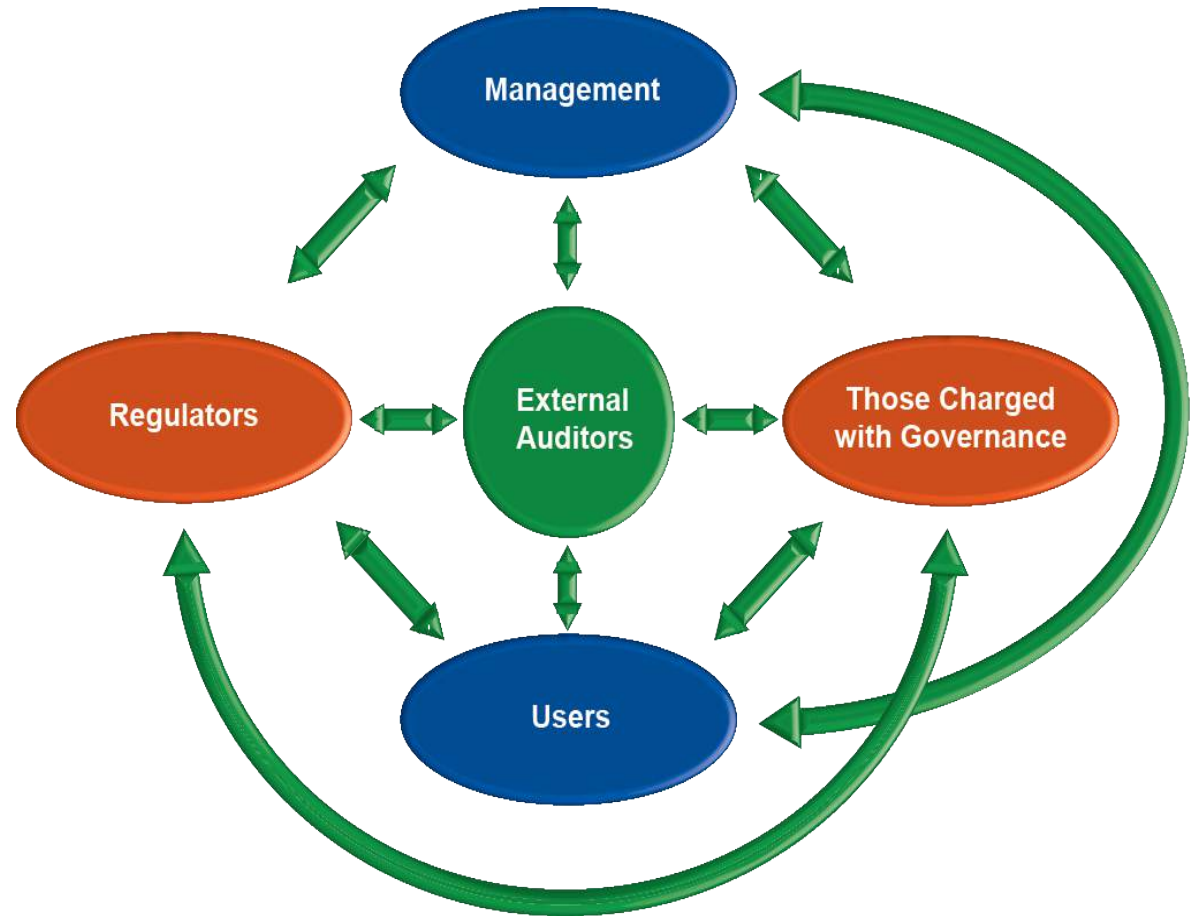 Management
Regulators
External
Auditors
Those Charged
with Governance
Users